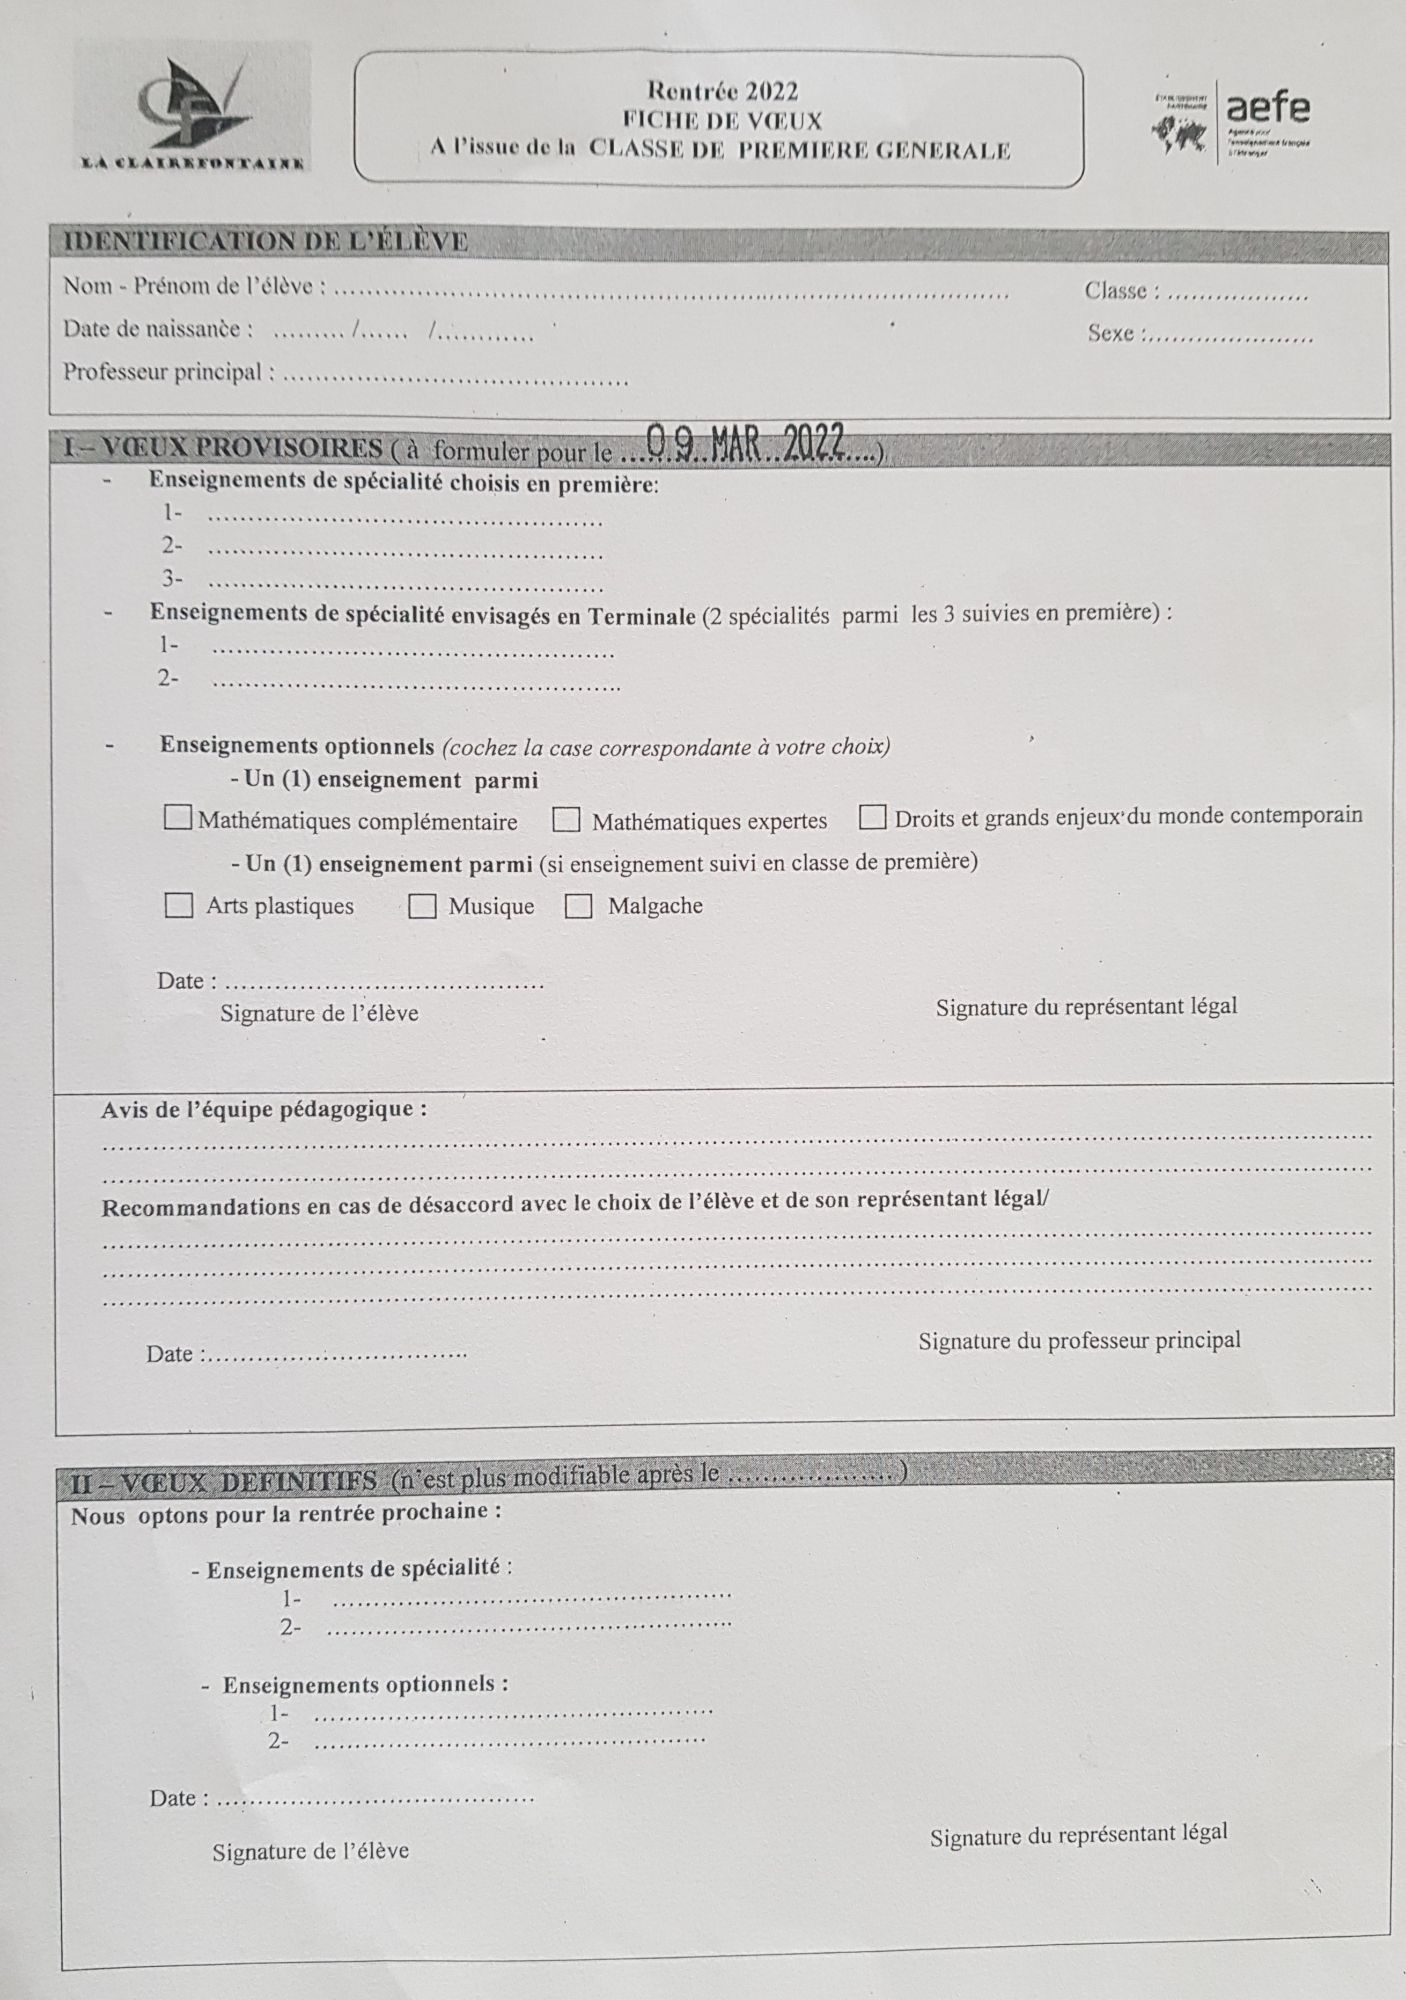 LA CLAIREFONTAINE
Rentrée 2022
FICHE DE VŒUX
A l'issue de la CLASSE DE PREMIERE GENERALE
aefe
Agence pour
l'enseignement français
à l'étranger
IDENTIFICATION DE L'ÉLÈVE
Nom - Prénom de l'élève : ........................................ Classe : ..................
Date de naissance : ......... /...... /............ Sexe :.....................
Professeur principal : ...........................................
I – VŒUX PROVISOIRES ( à formuler pour le ...09 MAR 2022....)
- Enseignements de spécialité choisis en première:
1- .................................................
2- .................................................
3- .................................................
- Enseignements de spécialité envisagés en Terminale (2 spécialités parmi les 3 suivies en première) :
1- .................................................
2- .................................................
- Enseignements optionnels (cochez la case correspondante à votre choix)
- Un (1) enseignement parmi
Mathématiques complémentaire Mathématiques expertes Droits et grands enjeux du monde contemporain
- Un (1) enseignement parmi (si enseignement suivi en classe de première)
Arts plastiques Musique Malgache
Date : ........................................
Signature de l'élève Signature du représentant légal
Avis de l'équipe pédagogique :
Recommandations en cas de désaccord avec le choix de l'élève et de son représentant légal/
Date :................................ Signature du professeur principal
II – VŒUX DEFINITIFS (n'est plus modifiable après le .................... )
Nous optons pour la rentrée prochaine :
- Enseignements de spécialité :
1- .................................................
2- .................................................
- Enseignements optionnels :
1- .................................................
2- .................................................
Date : ........................................
Signature de l'élève Signature du représentant légal